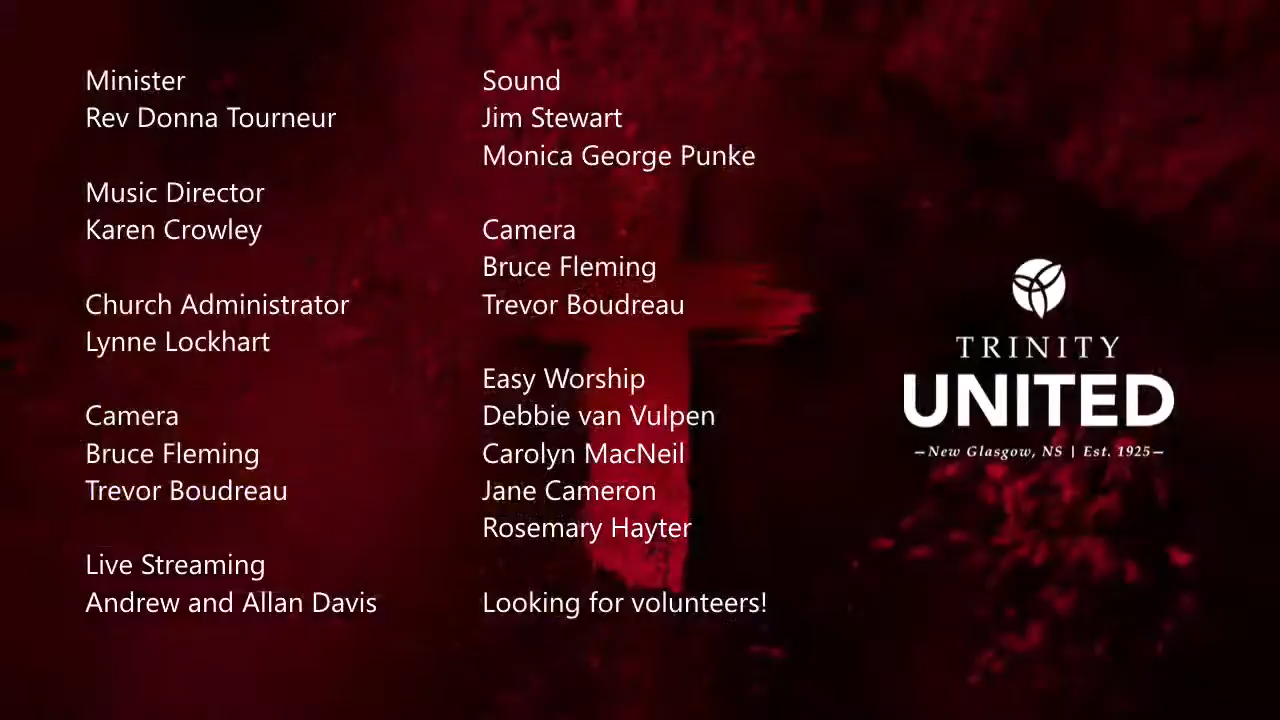 Minister
Rev Donna Tourneur
Music Director
Karen Crowley
Church Administrator
Lynne Lockhart
Camera
Bruce Fleming
Trevor Boudreau
Live Streaming
Andrew and Allan Davis
Sound
Jim Stewart
Monica George Punke
Camera
Bruce Fleming
Trevor Boudreau
Easy Worship
Debbie van Vulpen
Carolyn MacNeil
Jane Cameron
Rosemary Hayter
Looking for volunteers!
TRINITY
UNITED
—New Glasgow, NS | Est. 1925—